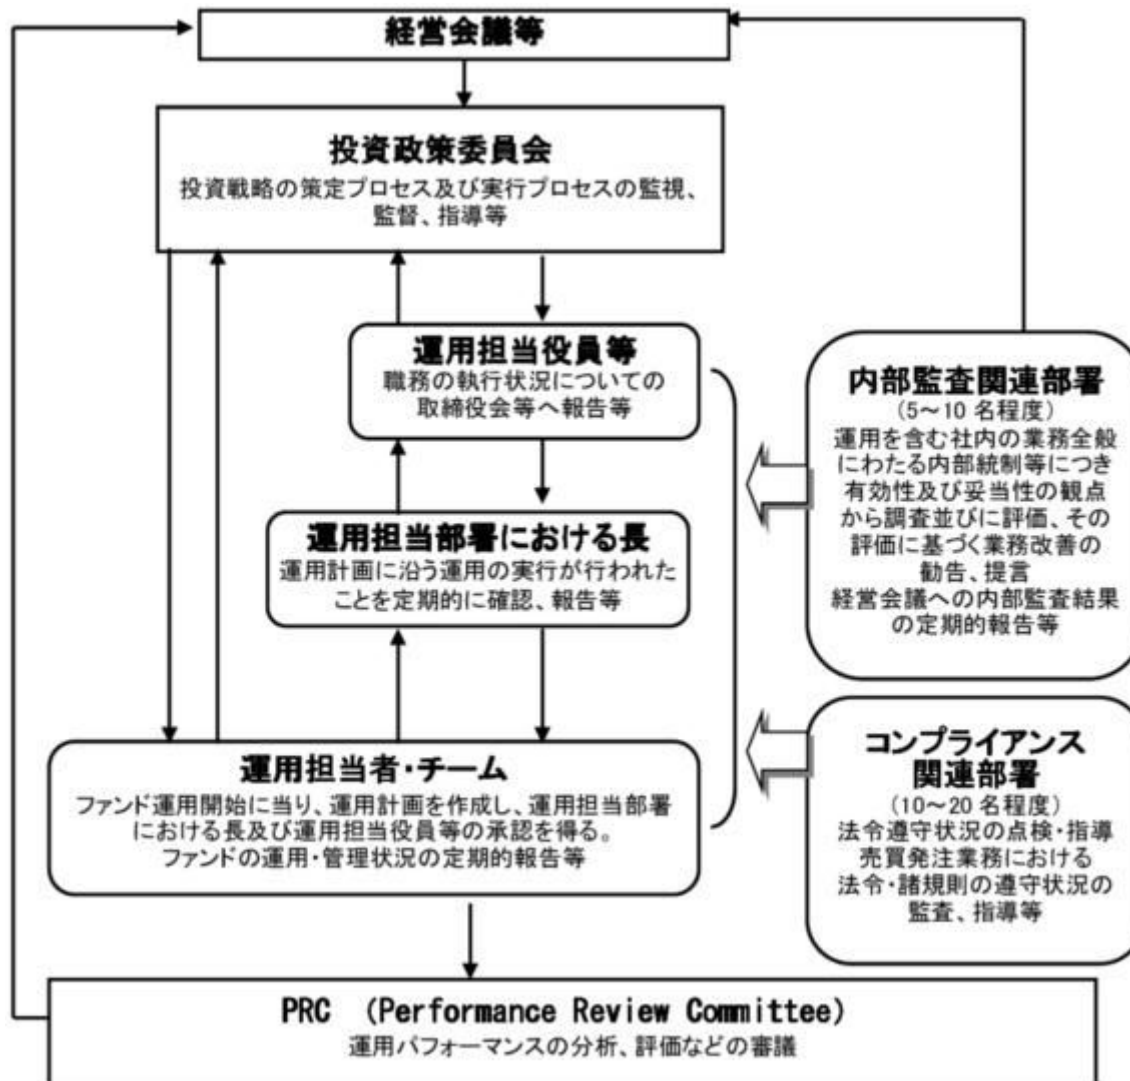 経営会議等
投資政策委員会
投資戦略の策定プロセス及び実行プロセスの監視、
監督、指導等
運用担当役員等
職務の執行状況についての
取締役会等へ報告等
運用担当部署における長
運用計画に沿う運用の実行が行われた
ことを定期的に確認、報告等
運用担当者・チーム
ファンド運用開始に当り、運用計画を作成し、運用担当部署
における長及び運用担当役員等の承認を得る。
ファンドの運用・管理状況の定期的報告等
内部監査関連部署
(5～10 名程度)
運用を含む社内の業務全般
にわたる内部統制等につき
有効性及び妥当性の観点
から調査並びに評価、その
評価に基づく業務改善の
勧告、提言
経営会議への内部監査結果
の定期的報告等
コンプライアンス
関連部署
(10～20 名程度)
法令遵守状況の点検・指導
売買発注業務における
法令・諸規則の遵守状況の
監査、指導等
PRC （Performance Review Committee）
運用パフォーマンスの分析、評価などの審議